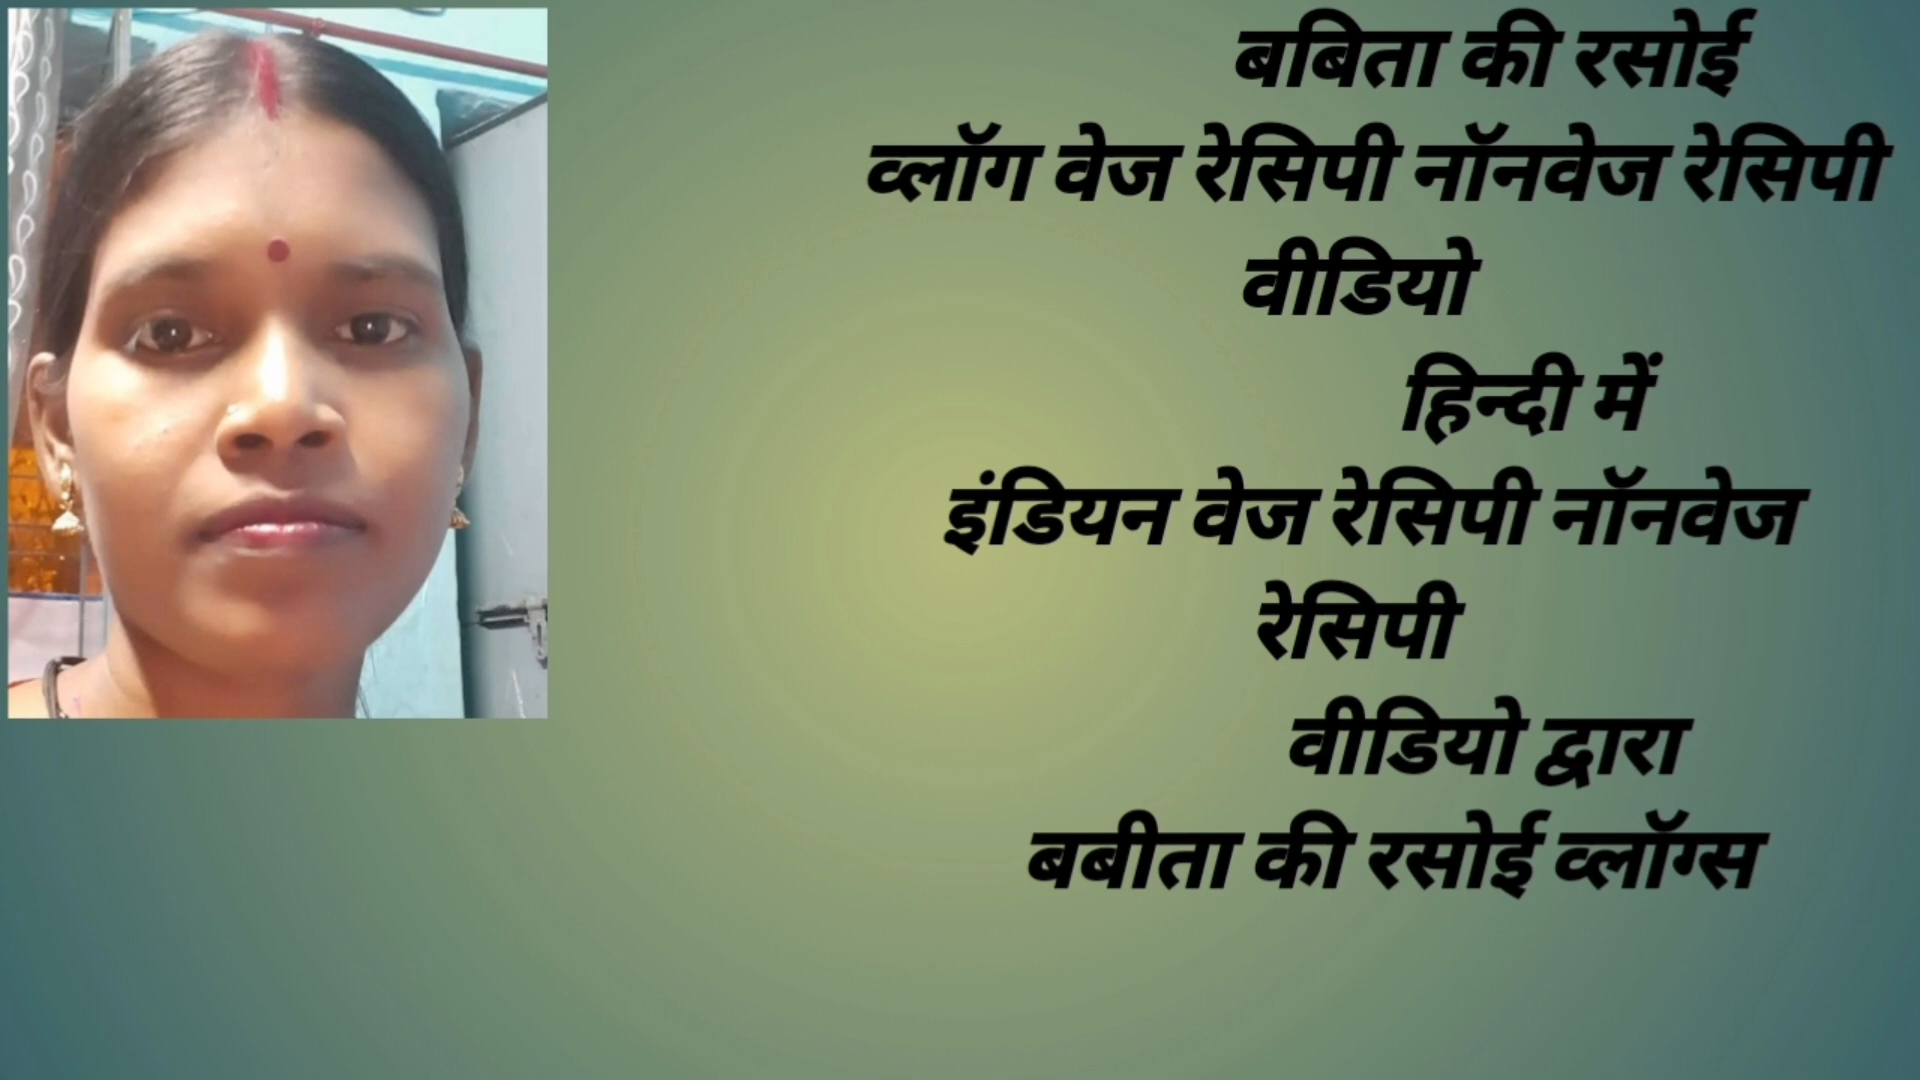 बबिता की रसोई
व्लॉग वेज रेसिपी नॉनवेज रेसिपी
वीडियो
हिन्दी में
इंडियन वेज रेसिपी नॉनवेज
रेसिपी
वीडियो द्वारा
बबीता की रसोई व्लॉग्स